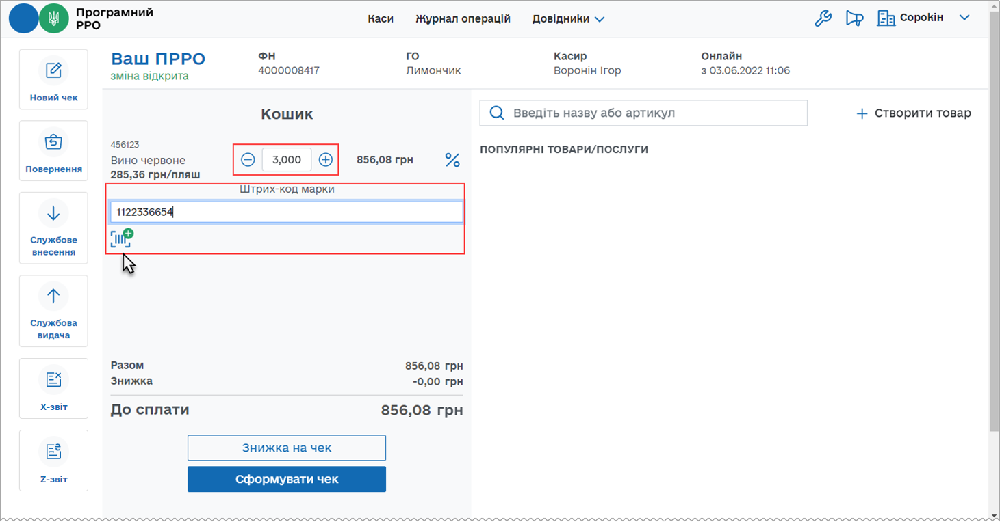 Програмний
РРО
Каси
Журнал операцій
Довідники
Сорокін
Новий чек
Повернення
Службове
внесення
Службова
видача
X-звіт
Z-звіт
Ваш ПРРО
зміна відкрита
ФН
4000008417
ГО
Лимончик
Касир
Воронін Ігор
Онлайн
з 03.06.2022 11:06
Кошик
456123
Вино червоне
285,36 грн/пляш
3,000
856,08 грн
Штрих-код марки
1122336654
Разом
856,08 грн
Знижка
-0,00 грн
До сплати
856,08 грн
Знижка на чек
Сформувати чек
Введіть назву або артикул
Створити товар
ПОПУЛЯРНІ ТОВАРИ/ПОСЛУГИ